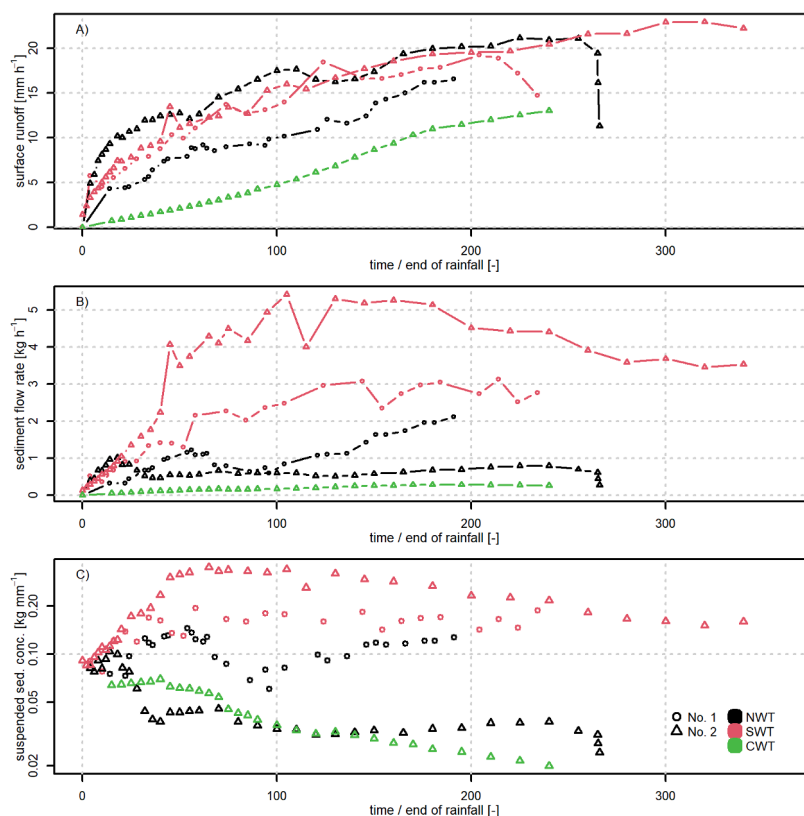 A)
surface runoff [mm h⁻¹]
20
15
10
5
0
0 100 200 300
time / end of rainfall [-]
B)
sediment flow rate [kg h⁻¹]
5
4
3
2
1
0
0 100 200 300
time / end of rainfall [-]
C)
suspended sed. conc. [kg mm⁻¹]
0.20
0.10
0.05
0.02
No. 1 NWT
No. 2 SWT
CWT
0 100 200 300
time / end of rainfall [-]